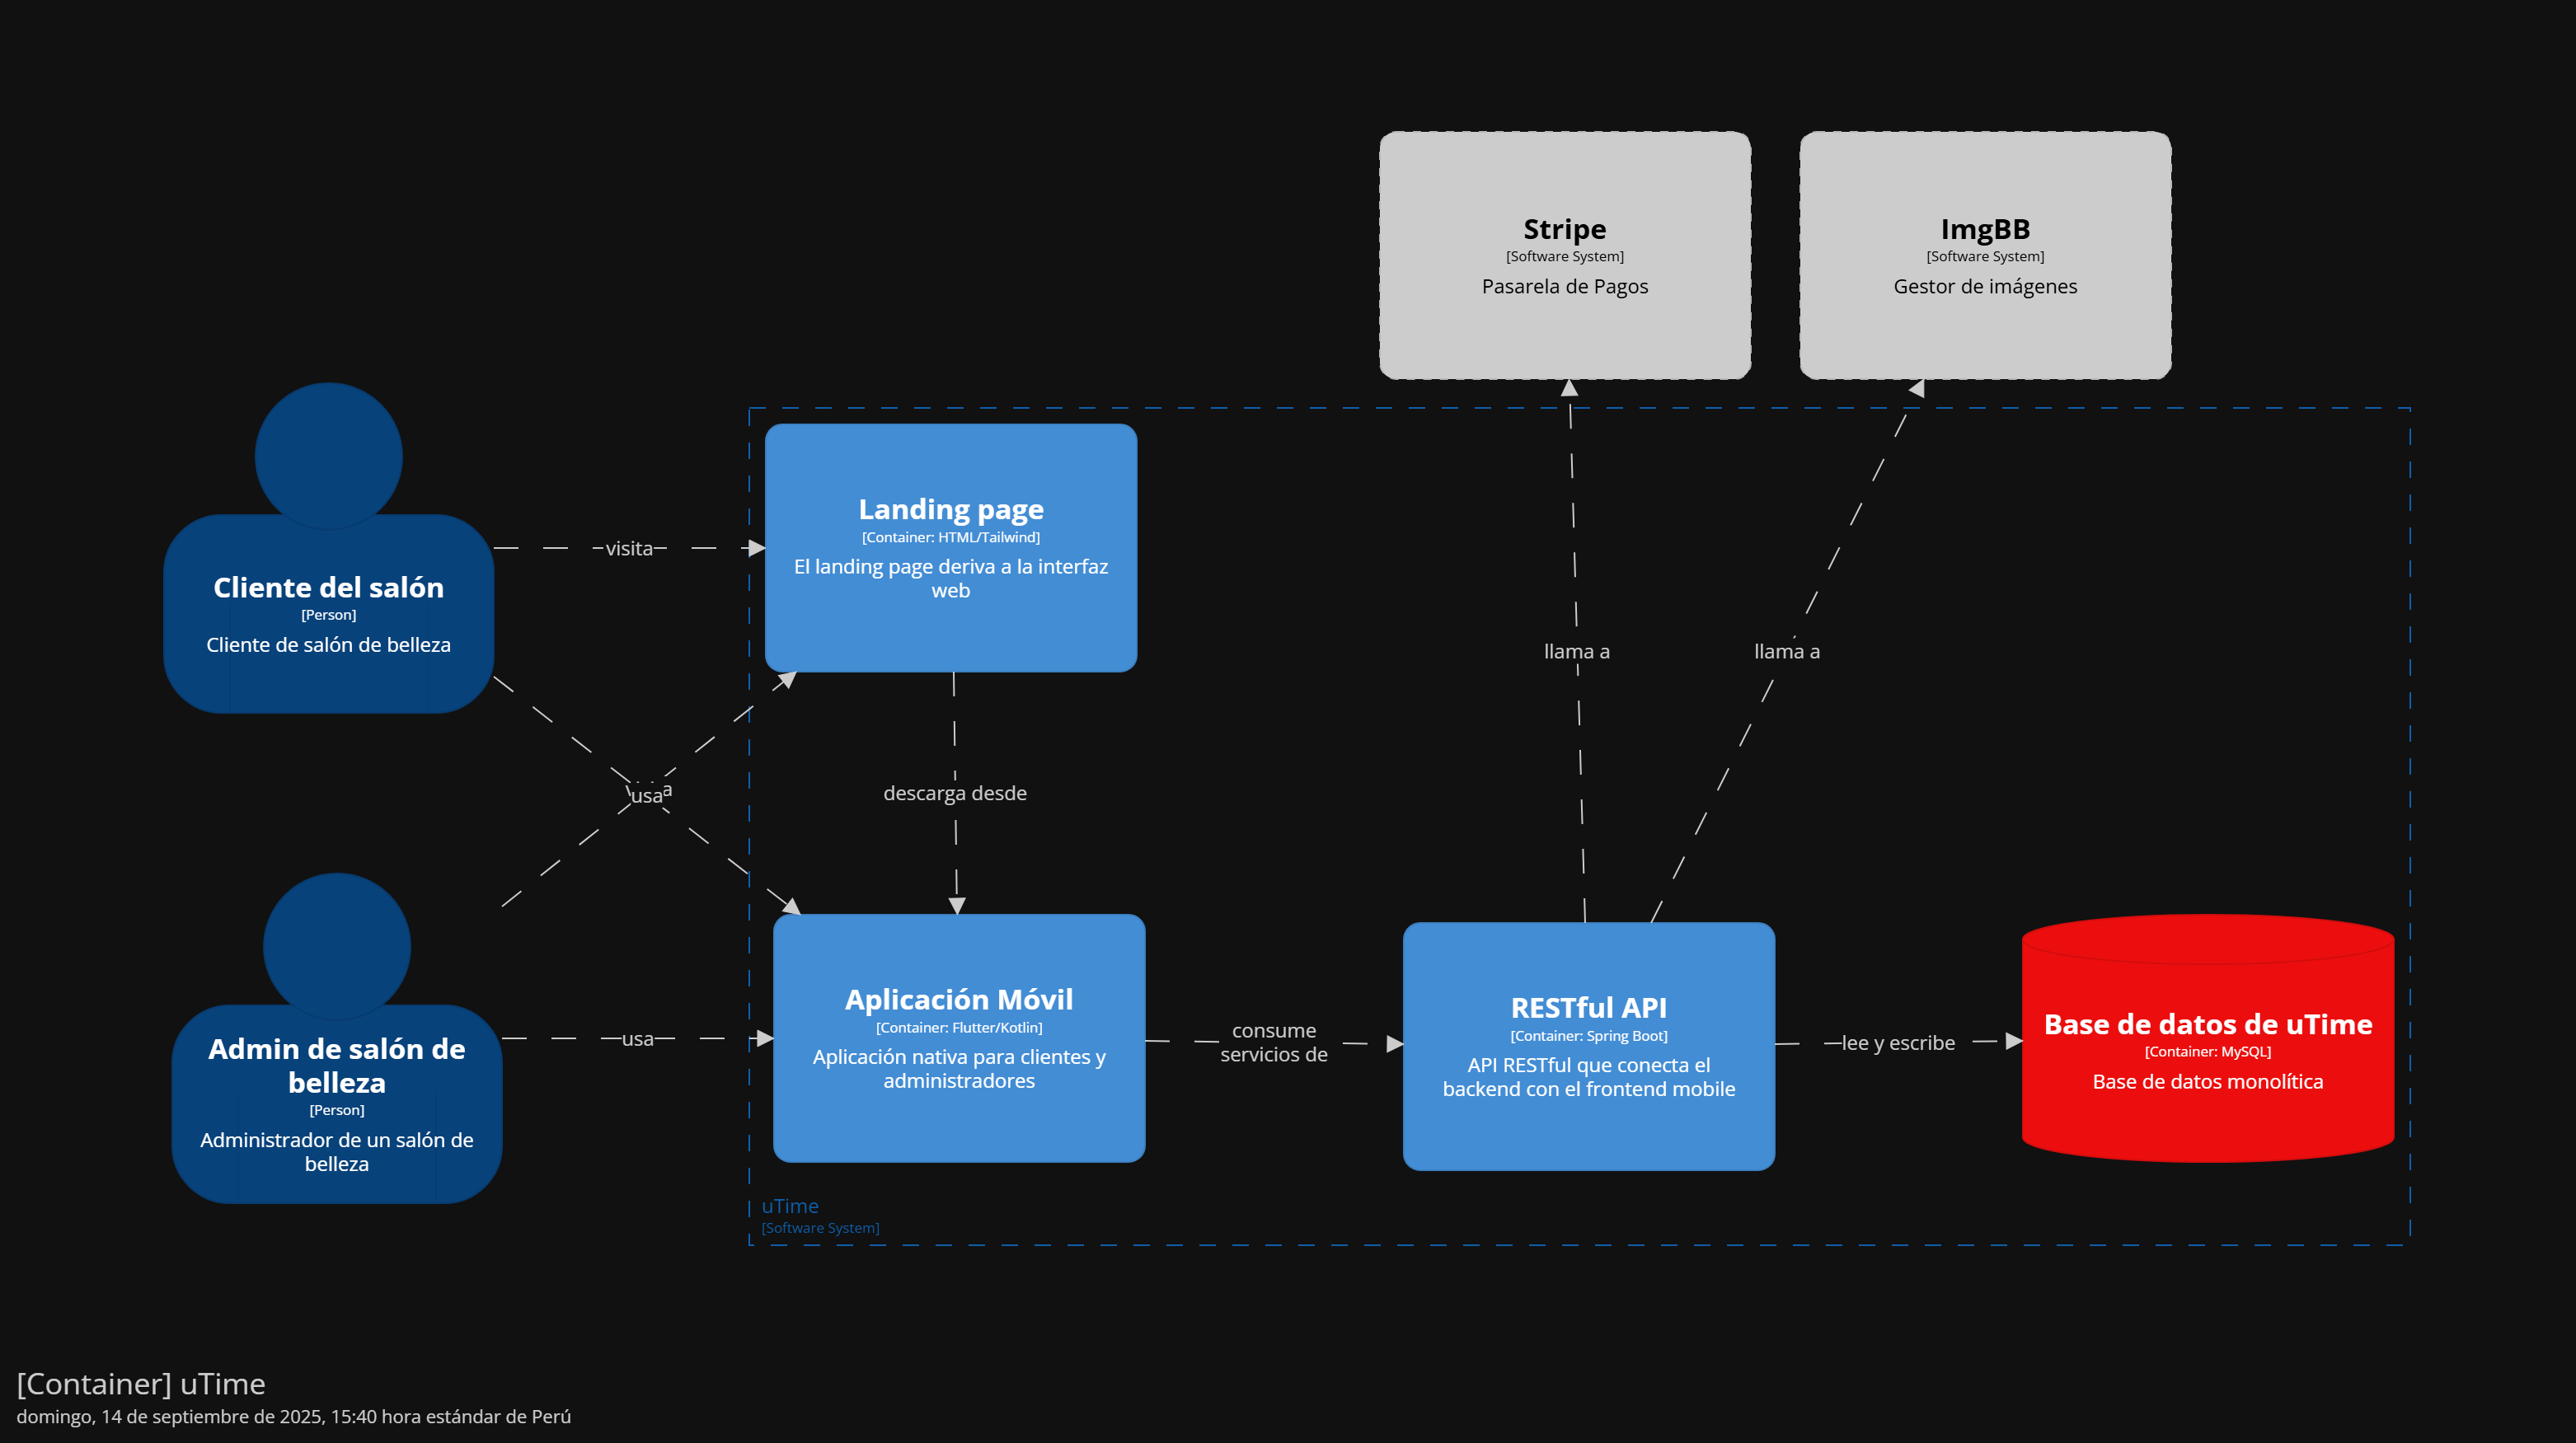 Stripe
[Software System]
Pasarela de Pagos
ImgBB
[Software System]
Gestor de imágenes
Cliente del salón
[Person]
Cliente de salón de belleza
visita
Landing page
[Container: HTML/Tailwind]
El landing page deriva a la interfaz
web
llama a
llama a
usa
descarga desde
Admin de salón de
belleza
[Person]
Administrador de un salón de
belleza
usa
Aplicación Móvil
[Container: Flutter/Kotlin]
Aplicación nativa para clientes y
administradores
consume
servicios de
RESTful API
[Container: Spring Boot]
API RESTful que conecta el
backend con el frontend mobile
lee y escribe
Base de datos de uTime
[Container: MySQL]
Base de datos monolítica
uTime
[Software System]
[Container] uTime
domingo, 14 de septiembre de 2025, 15:40 hora estándar de Perú